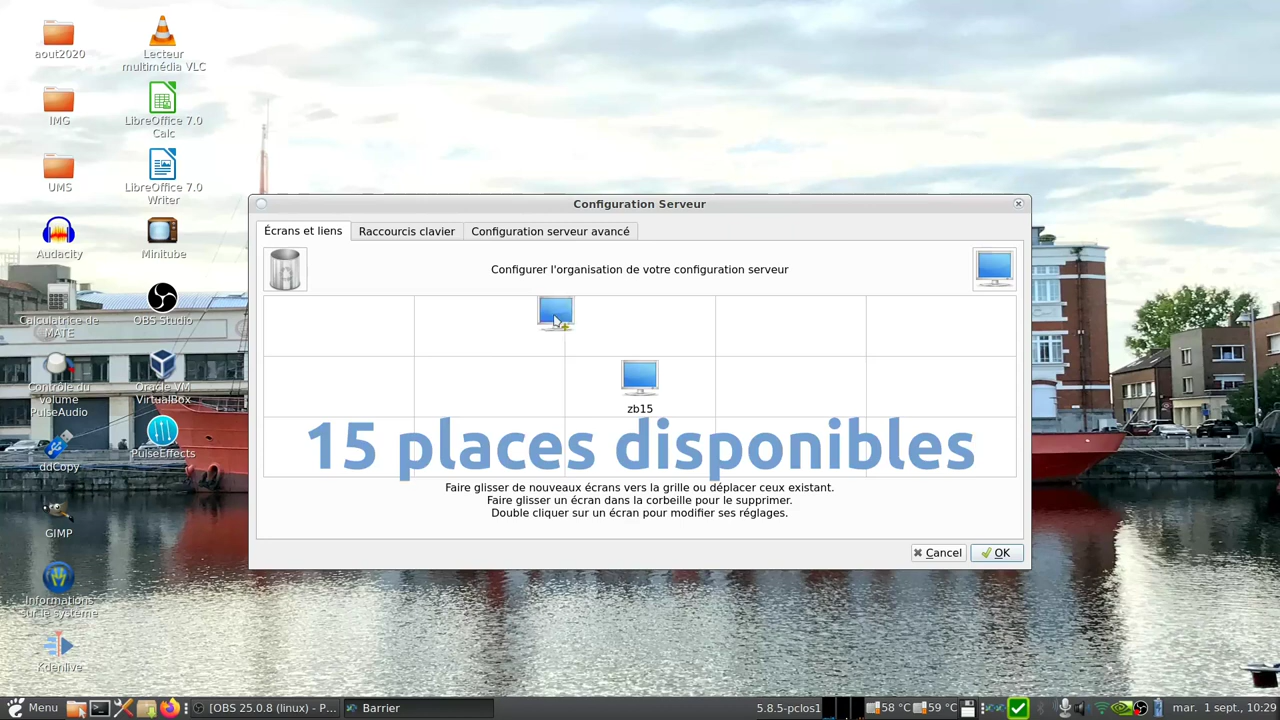 aout2020
Lecteur
multimédia VLC
IMG
LibreOffice 7.0
Calc
UMS
LibreOffice 7.0
Writer
Audacity
Minitube
Calculatrice de
MATE
OBS Studio
Contrôle du
volume
PulseAudio
Oracle VM
VirtualBox
ddCopy
PulseEffects
GIMP
Informations
sur le système
Kdenlive
Configuration Serveur
Écrans et liens
Raccourcis clavier
Configuration serveur avancé
Configurer l'organisation de votre configuration serveur
zb15
15 places disponibles
Faire glisser de nouveaux écrans vers la grille ou déplacer ceux existant.
Faire glisser un écran dans la corbeille pour le supprimer.
Double cliquer sur un écran pour modifier ses réglages.
Cancel
OK
Menu
[OBS 25.0.8 (linux) - P...
Barrier
5.8.5-pclos1
58 °C
59 °C
mar. 1 sept., 10:29